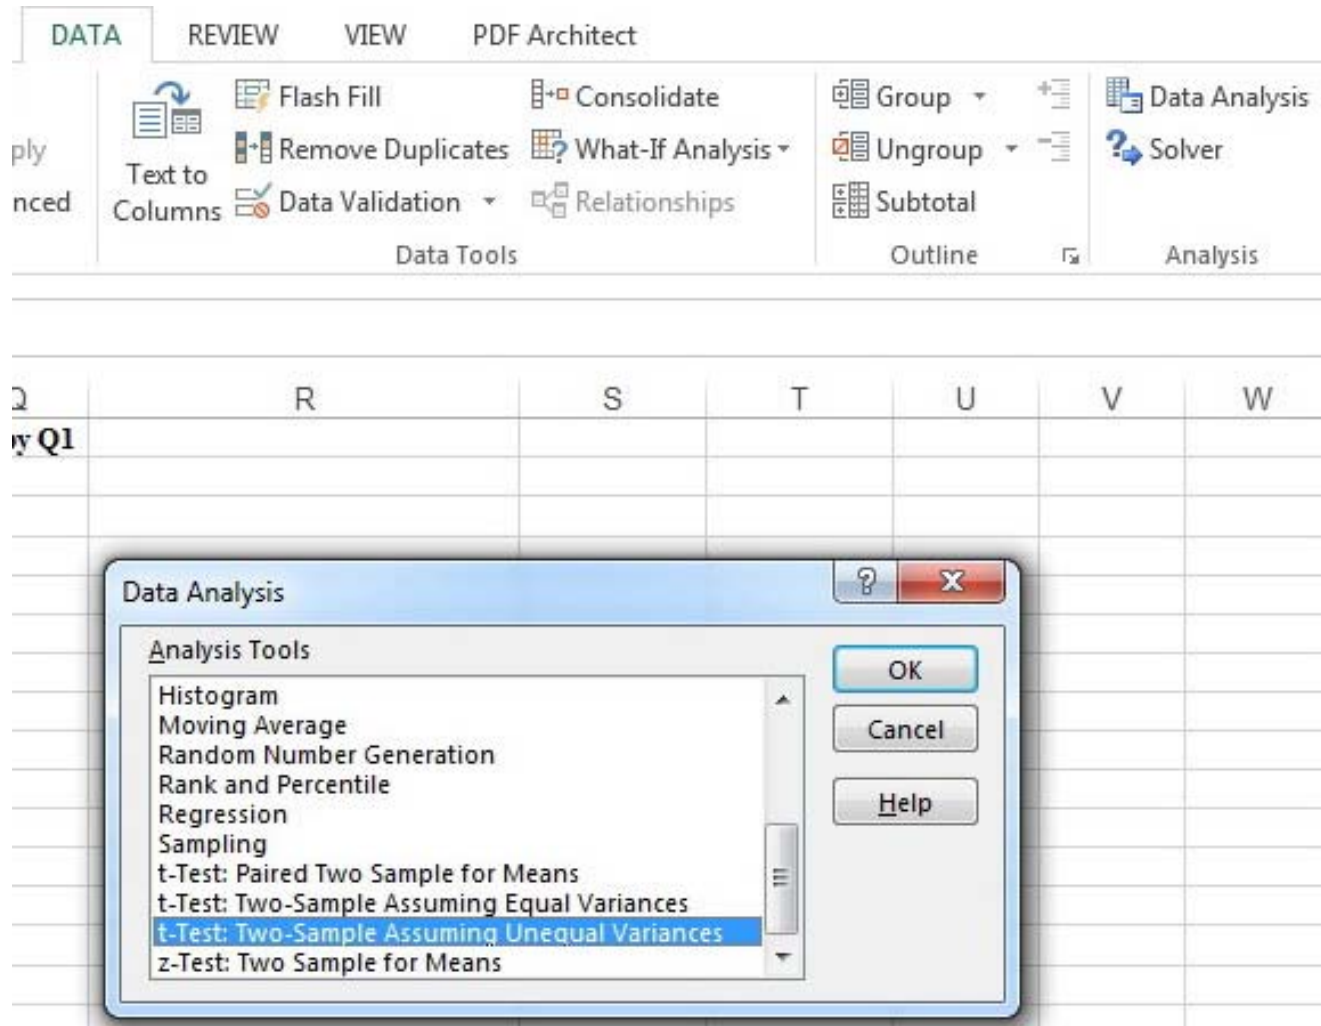 DATA REVIEW VIEW PDF Architect
Flash Fill Consolidate Group Data Analysis
ply Remove Duplicates What-If Analysis Ungroup Solver
Text to
nced Columns Data Validation Relationships Subtotal
Data Tools Outline Analysis
Q R S T U V W
by Q1
Data Analysis
Analysis Tools
OK
Histogram
Moving Average
Cancel
Random Number Generation
Rank and Percentile
Help
Regression
Sampling
t-Test: Paired Two Sample for Means
t-Test: Two-Sample Assuming Equal Variances
t-Test: Two-Sample Assuming Unequal Variances
z-Test: Two Sample for Means